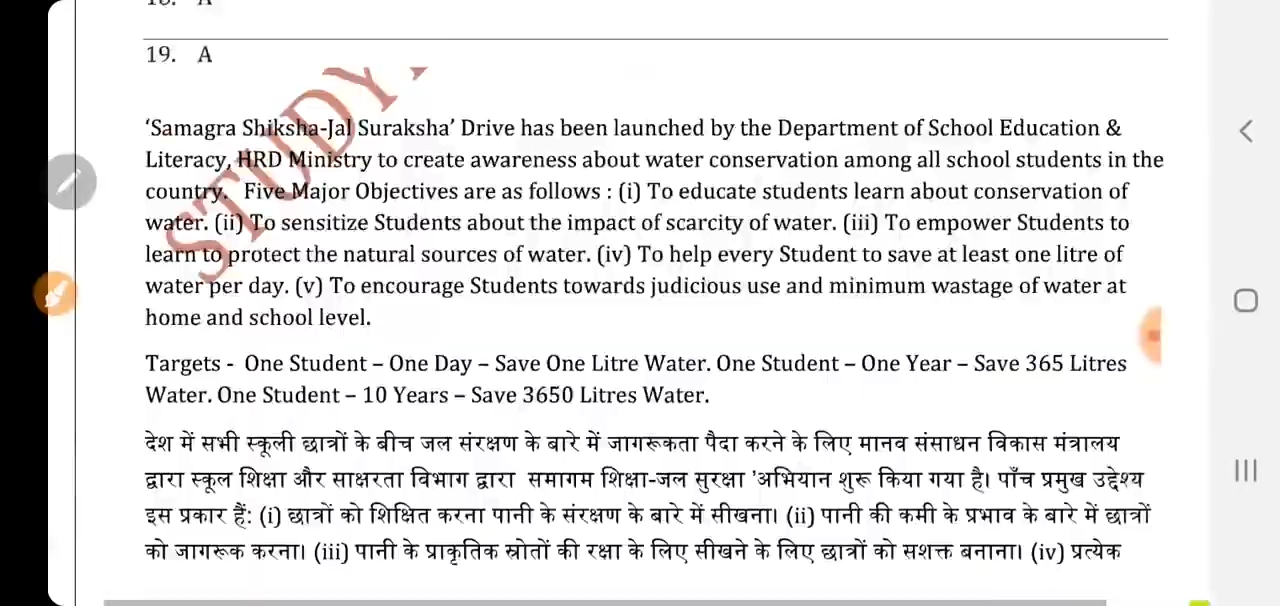 18. A
19. A
STUDY
‘Samagra Shiksha-Jal Suraksha’ Drive has been launched by the Department of School Education &
Literacy, HRD Ministry to create awareness about water conservation among all school students in the
country. Five Major Objectives are as follows : (i) To educate students learn about conservation of
water. (ii) To sensitize Students about the impact of scarcity of water. (iii) To empower Students to
learn to protect the natural sources of water. (iv) To help every Student to save at least one litre of
water per day. (v) To encourage Students towards judicious use and minimum wastage of water at
home and school level.
Targets - One Student – One Day – Save One Litre Water. One Student – One Year – Save 365 Litres
Water. One Student – 10 Years – Save 3650 Litres Water.
देश में सभी स्कूली छात्रों के बीच जल संरक्षण के बारे में जागरूकता पैदा करने के लिए मानव संसाधन विकास मंत्रालय
द्वारा स्कूल शिक्षा और साक्षरता विभाग द्वारा समागम शिक्षा-जल सुरक्षा 'अभियान शुरू किया गया है। पाँच प्रमुख उद्देश्य
इस प्रकार हैं: (i) छात्रों को शिक्षित करना पानी के संरक्षण के बारे में सीखना। (ii) पानी की कमी के प्रभाव के बारे में छात्रों
को जागरूक करना। (iii) पानी के प्राकृतिक स्रोतों की रक्षा के लिए सीखने के लिए छात्रों को सशक्त बनाना। (iv) प्रत्येक